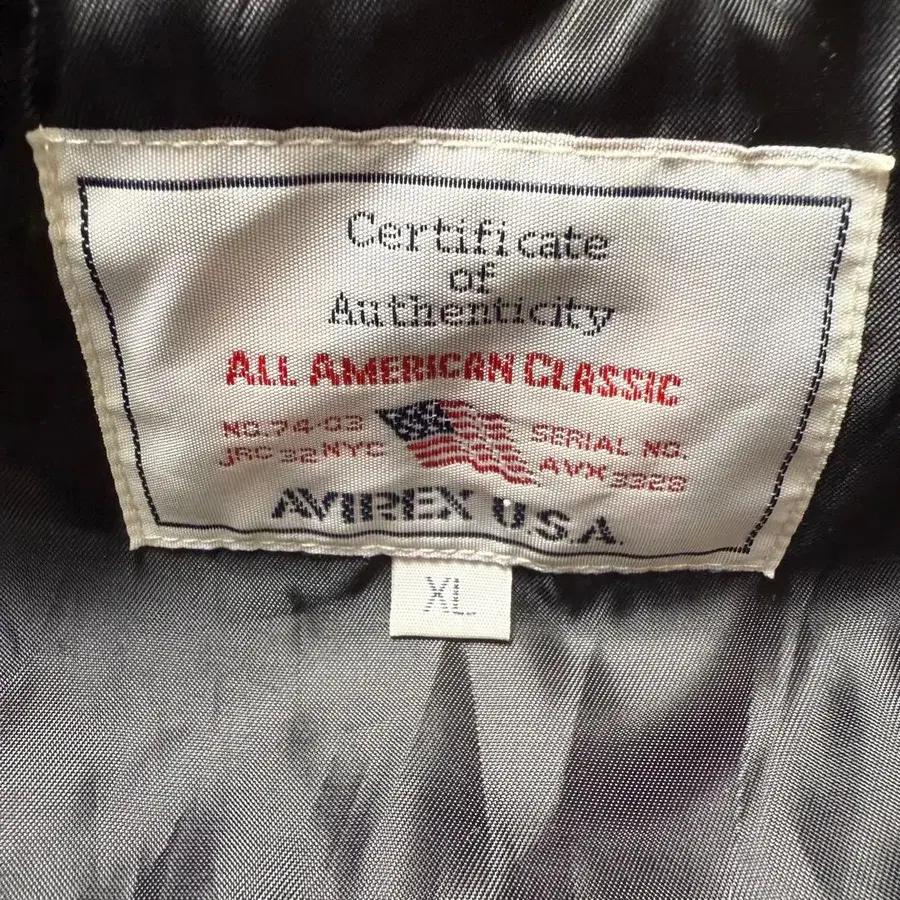 Certificate
of
Authenticity
ALL AMERICAN CLASSIC
NO.74-03
JRC 32 NYC
SERIAL NO.
AVX 3328
AVIREX U.S.A.
XL